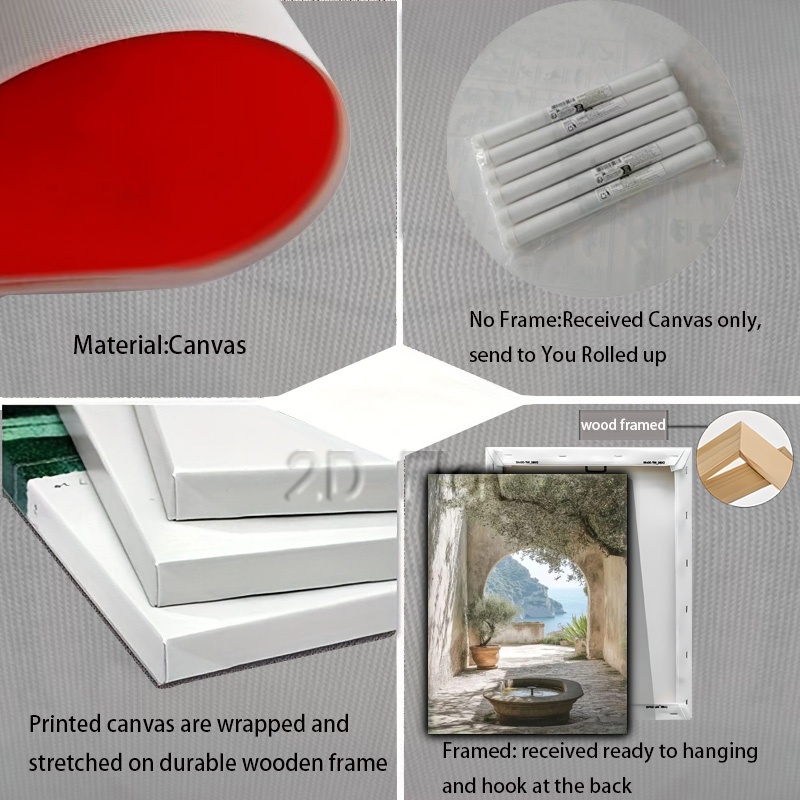 Material:Canvas
No Frame:Received Canvas only,
send to You Rolled up
wood framed
2D
Printed canvas are wrapped and
stretched on durable wooden frame
Framed: received ready to hanging
and hook at the back